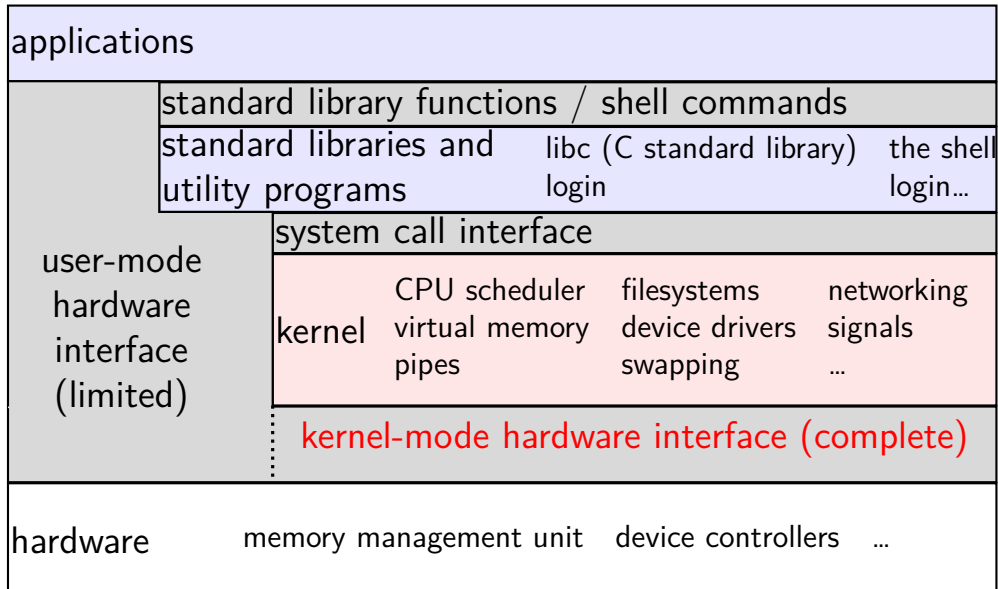 applications
standard library functions / shell commands
standard libraries and
utility programs
libc (C standard library)
login
the shell
login…
system call interface
user-mode
hardware
interface
(limited)
kernel
CPU scheduler
virtual memory
pipes
filesystems
device drivers
swapping
networking
signals
…
kernel-mode hardware interface (complete)
hardware
memory management unit
device controllers
…